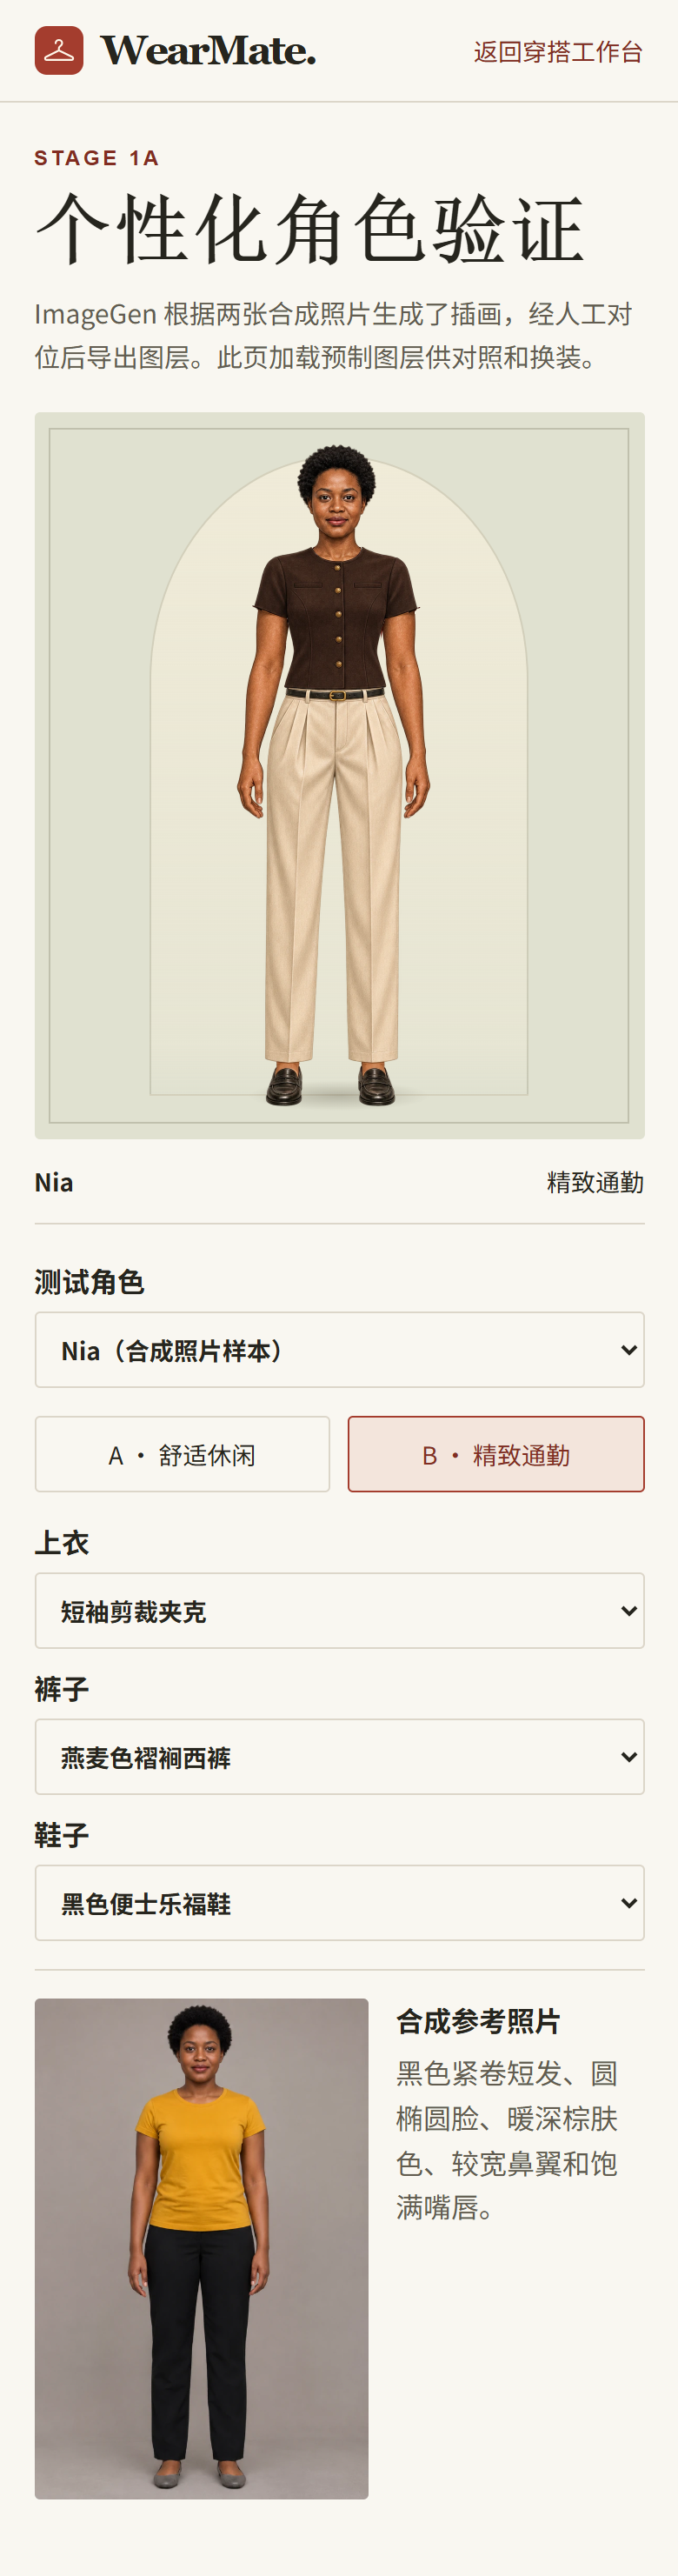 WearMate.
返回穿搭工作台
STAGE 1A
个性化角色验证
ImageGen 根据两张合成照片生成了插画，经人工对
位后导出图层。此页加载预制图层供对照和换装。
Nia
精致通勤
测试角色
Nia（合成照片样本）
A · 舒适休闲
B · 精致通勤
上衣
短袖剪裁夹克
裤子
燕麦色褶裥西裤
鞋子
黑色便士乐福鞋
合成参考照片
黑色紧卷短发、圆
椭圆脸、暖深棕肤
色、较宽鼻翼和饱
满嘴唇。